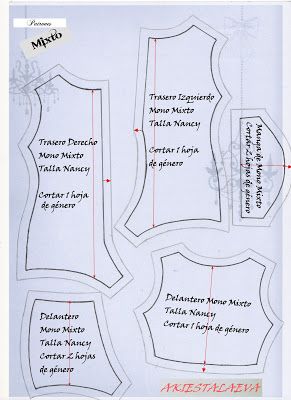 Patrones
Mixto
Trasero Derecho
Mono Mixto
Talla Nancy
Cortar 1 hoja
de género
Trasero Izquierdo
Mono Mixto
Talla Nancy
Cortar 1 hoja
de género
Manga de Mono Mixto
Cortar 2 hojas
de género
Delantero
Mono Mixto
Talla Nancy
Cortar 2 hojas
de género
Delantero Mono Mixto
Talla Nancy
Cortar 1 hoja de género
AKIESTALAEVA